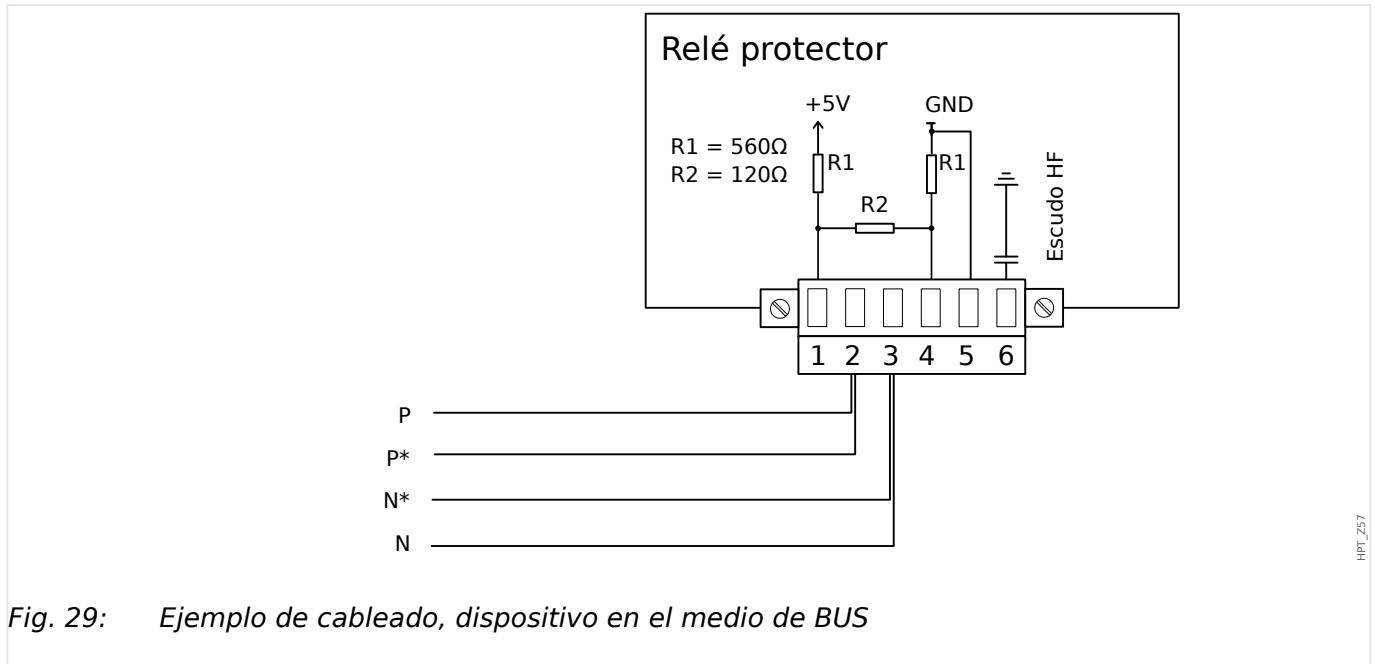 Relé protector
+5V
GND
R1 = 560Ω
R2 = 120Ω
R1
R1
R2
Escudo HF
1 2 3 4 5 6
P
P*
N*
N
HPT_Z57
Fig. 29: Ejemplo de cableado, dispositivo en el medio de BUS